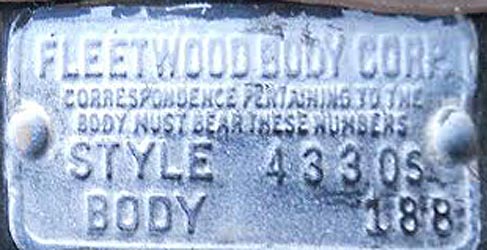 FLEETWOOD BODY CORP.
CORRESPONDENCE PERTAINING TO THE
BODY MUST BEAR THESE NUMBERS
STYLE 4330S
BODY 188